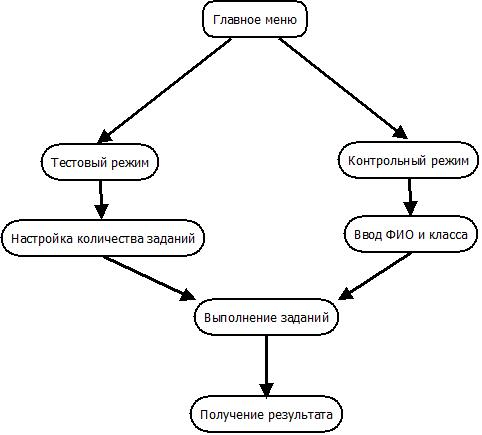 Главное меню
Тестовый режим
Контрольный режим
Настройка количества заданий
Ввод ФИО и класса
Выполнение заданий
Получение результата